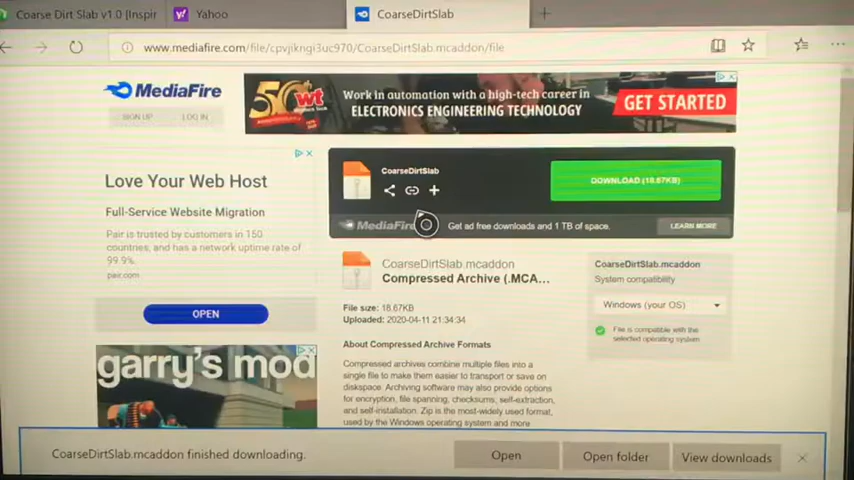 Coarse Dirt Slab v1.0 [Inspir
Yahoo
CoarseDirtSlab
www.mediafire.com/file/cpvjikngi3uc970/CoarseDirtSlab.mcaddon/file
MediaFire
SIGN UP
LOG IN
50
wt
Work in automation with a high-tech career in
ELECTRONICS ENGINEERING TECHNOLOGY
GET STARTED
Love Your Web Host
Full-Service Website Migration
Pair is trusted by customers in 150
countries, and has a network uptime rate of
99.9%.
pair.com
OPEN
garry's mod
CoarseDirtSlab
DOWNLOAD (18.67KB)
MediaFire
Get ad free downloads and 1 TB of space.
LEARN MORE
CoarseDirtSlab.mcaddon
Compressed Archive (.MCA...
File size: 18.67KB
Uploaded: 2020-04-11 21:34:34
About Compressed Archive Formats
Compressed archives combine multiple files into a
single file to make them easier to transport or save on
diskspace. Archiving software may also provide options
for encryption, file spanning, checksums, self-extraction,
and self-installation. Zip is the most-widely used format,
used by the Windows operating system and more
CoarseDirtSlab.mcaddon
System compatibility
Windows (your OS)
File is compatible with the
selected operating system
CoarseDirtSlab.mcaddon finished downloading.
Open
Open folder
View downloads